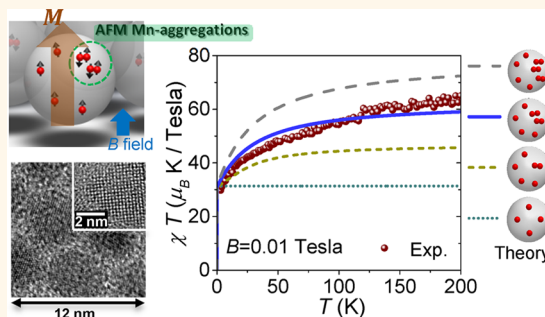 M
AFM Mn-aggregations
B field
2 nm
12 nm
χ T (μB K / Tesla)
80
60
40
20
0
B=0.01 Tesla
Exp.
0 50 100 150 200
T (K)
Theory